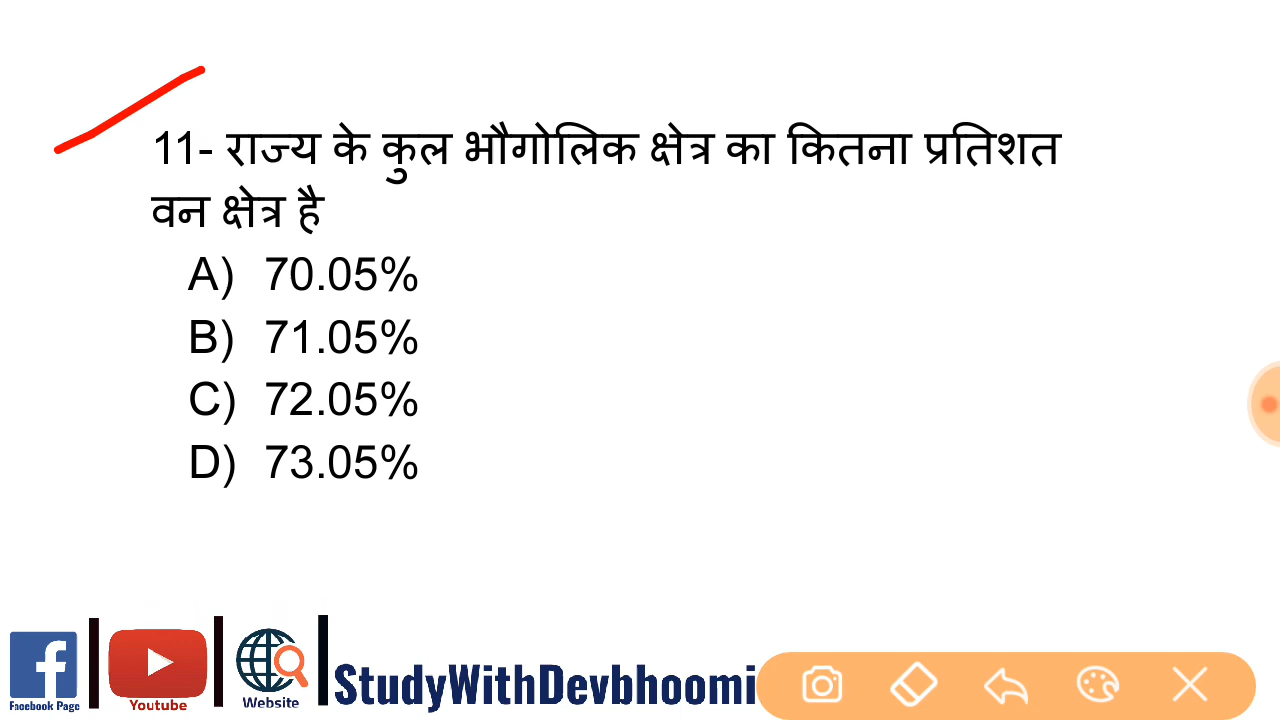 11- राज्य के कुल भौगोलिक क्षेत्र का कितना प्रतिशत
वन क्षेत्र है
A) 70.05%
B) 71.05%
C) 72.05%
D) 73.05%
Facebook Page
Youtube
Website
StudyWithDevbhoomi